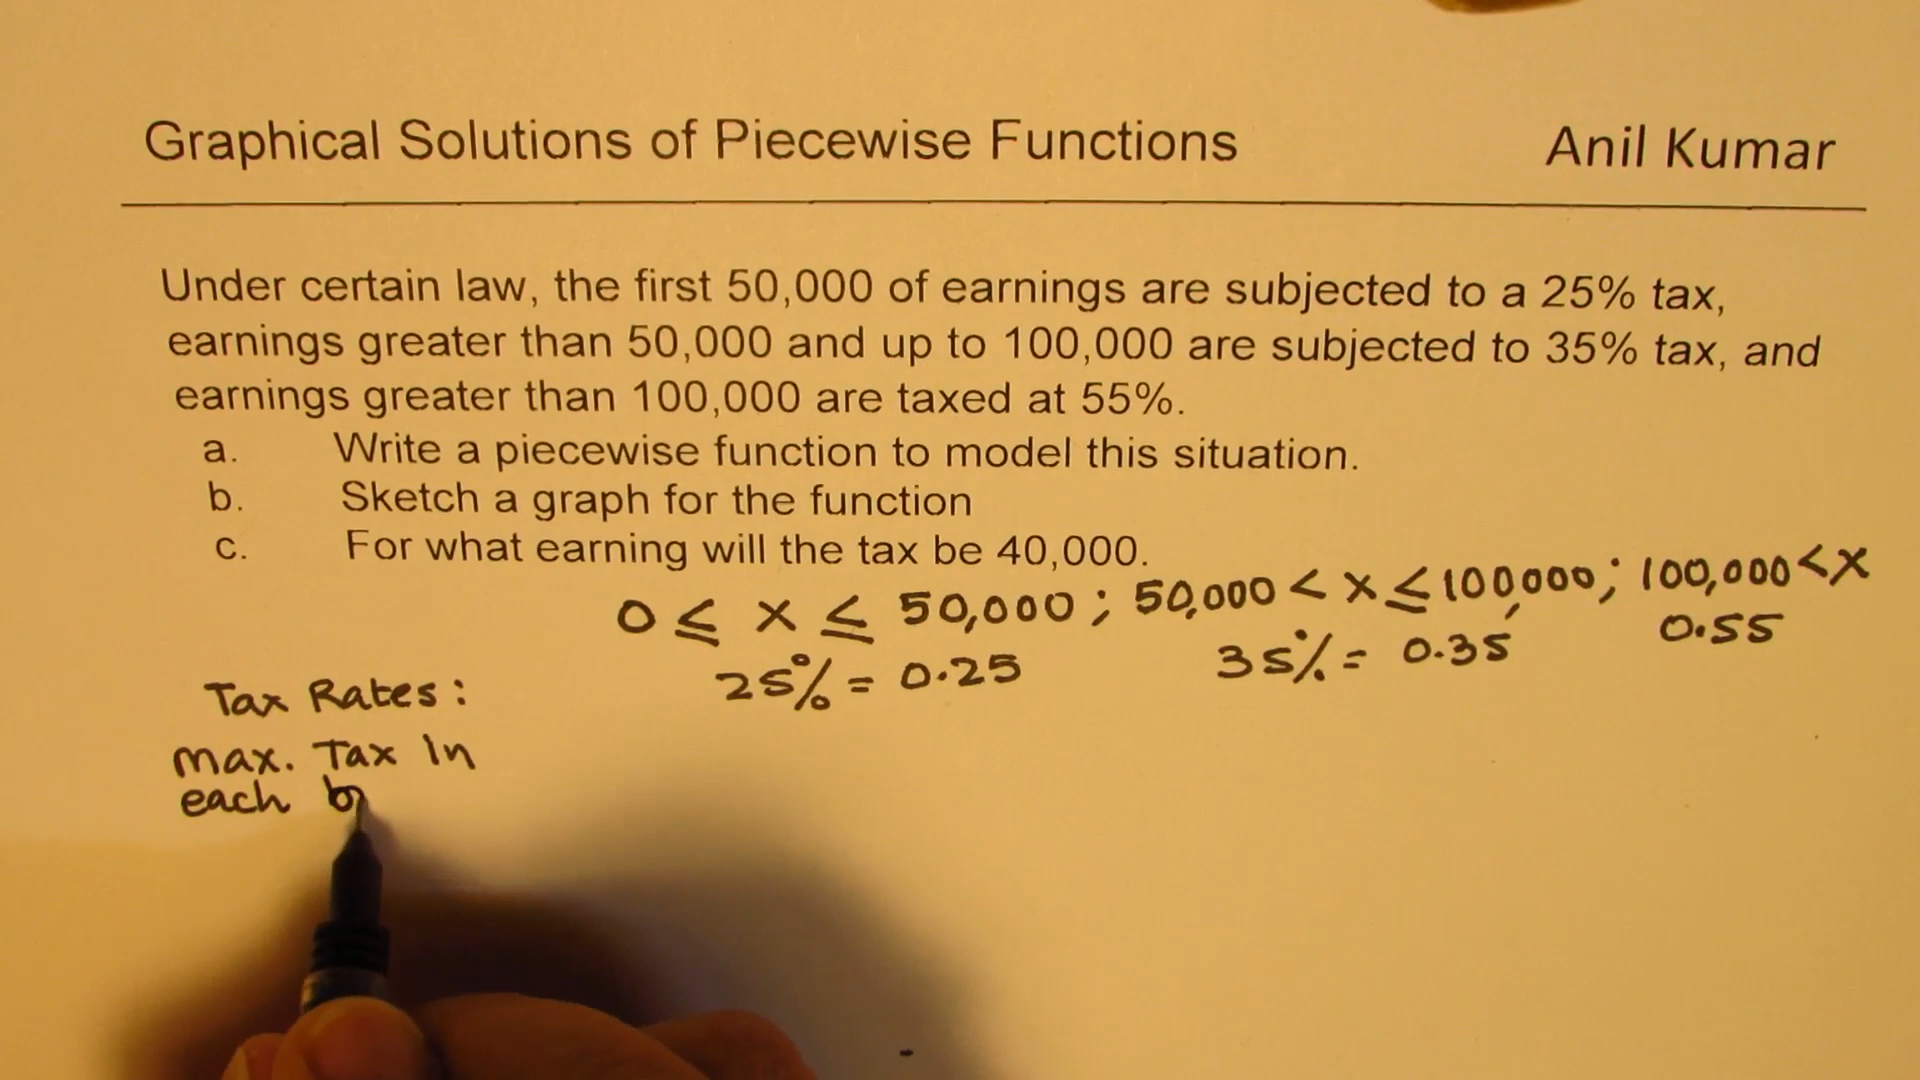 Graphical Solutions of Piecewise Functions Anil Kumar
Under certain law, the first 50,000 of earnings are subjected to a 25% tax,
earnings greater than 50,000 and up to 100,000 are subjected to 35% tax, and
earnings greater than 100,000 are taxed at 55%.
a. Write a piecewise function to model this situation.
b. Sketch a graph for the function
c. For what earning will the tax be 40,000.
0 ≤ x ≤ 50,000 ; 50,000 < x ≤ 100,000 ; 100,000 < x
25% = 0.25 35% = 0.35 0.55
Tax Rates :
max. Tax In
each